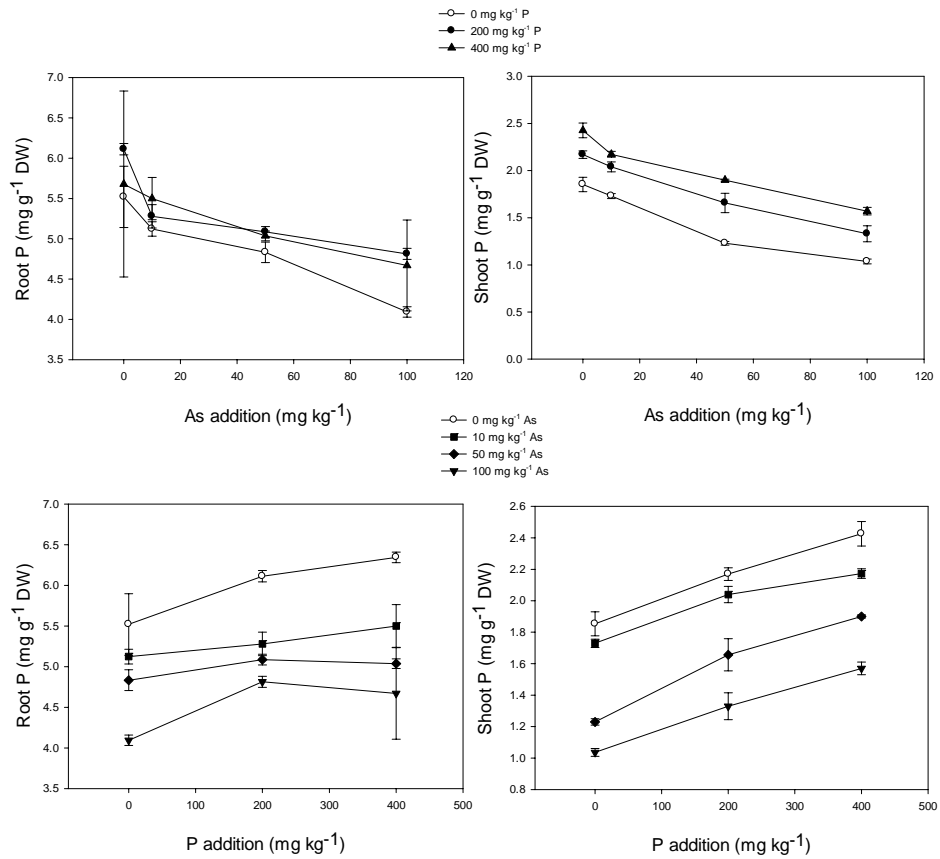 0 mg kg⁻¹ P
200 mg kg⁻¹ P
400 mg kg⁻¹ P
Root P (mg g⁻¹ DW)
7.0
6.5
6.0
5.5
5.0
4.5
4.0
3.5
0 20 40 60 80 100 120
As addition (mg kg⁻¹)
Shoot P (mg g⁻¹ DW)
3.0
2.5
2.0
1.5
1.0
0.5
0.0
0 20 40 60 80 100 120
As addition (mg kg⁻¹)
0 mg kg⁻¹ As
10 mg kg⁻¹ As
50 mg kg⁻¹ As
100 mg kg⁻¹ As
Root P (mg g⁻¹ DW)
7.0
6.5
6.0
5.5
5.0
4.5
4.0
3.5
0 100 200 300 400 500
P addition (mg kg⁻¹)
Shoot P (mg g⁻¹ DW)
2.6
2.4
2.2
2.0
1.8
1.6
1.4
1.2
1.0
0.8
0 100 200 300 400 500
P addition (mg kg⁻¹)